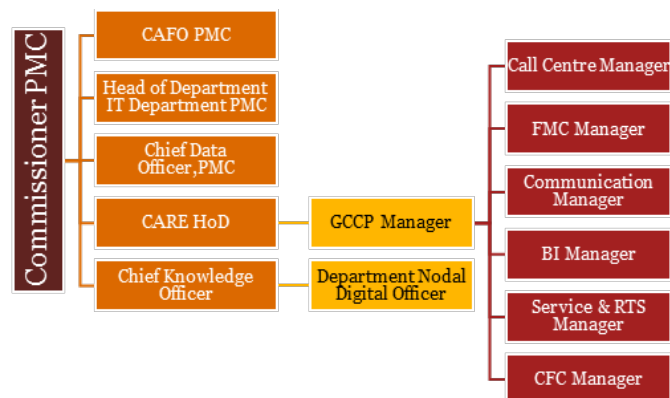 Commissioner PMC
CAFO PMC
Head of Department
IT Department PMC
Chief Data
Officer,PMC
CARE HoD
Chief Knowledge
Officer
GCCP Manager
Department Nodal
Digital Officer
Call Centre Manager
FMC Manager
Communication
Manager
BI Manager
Service & RTS
Manager
CFC Manager